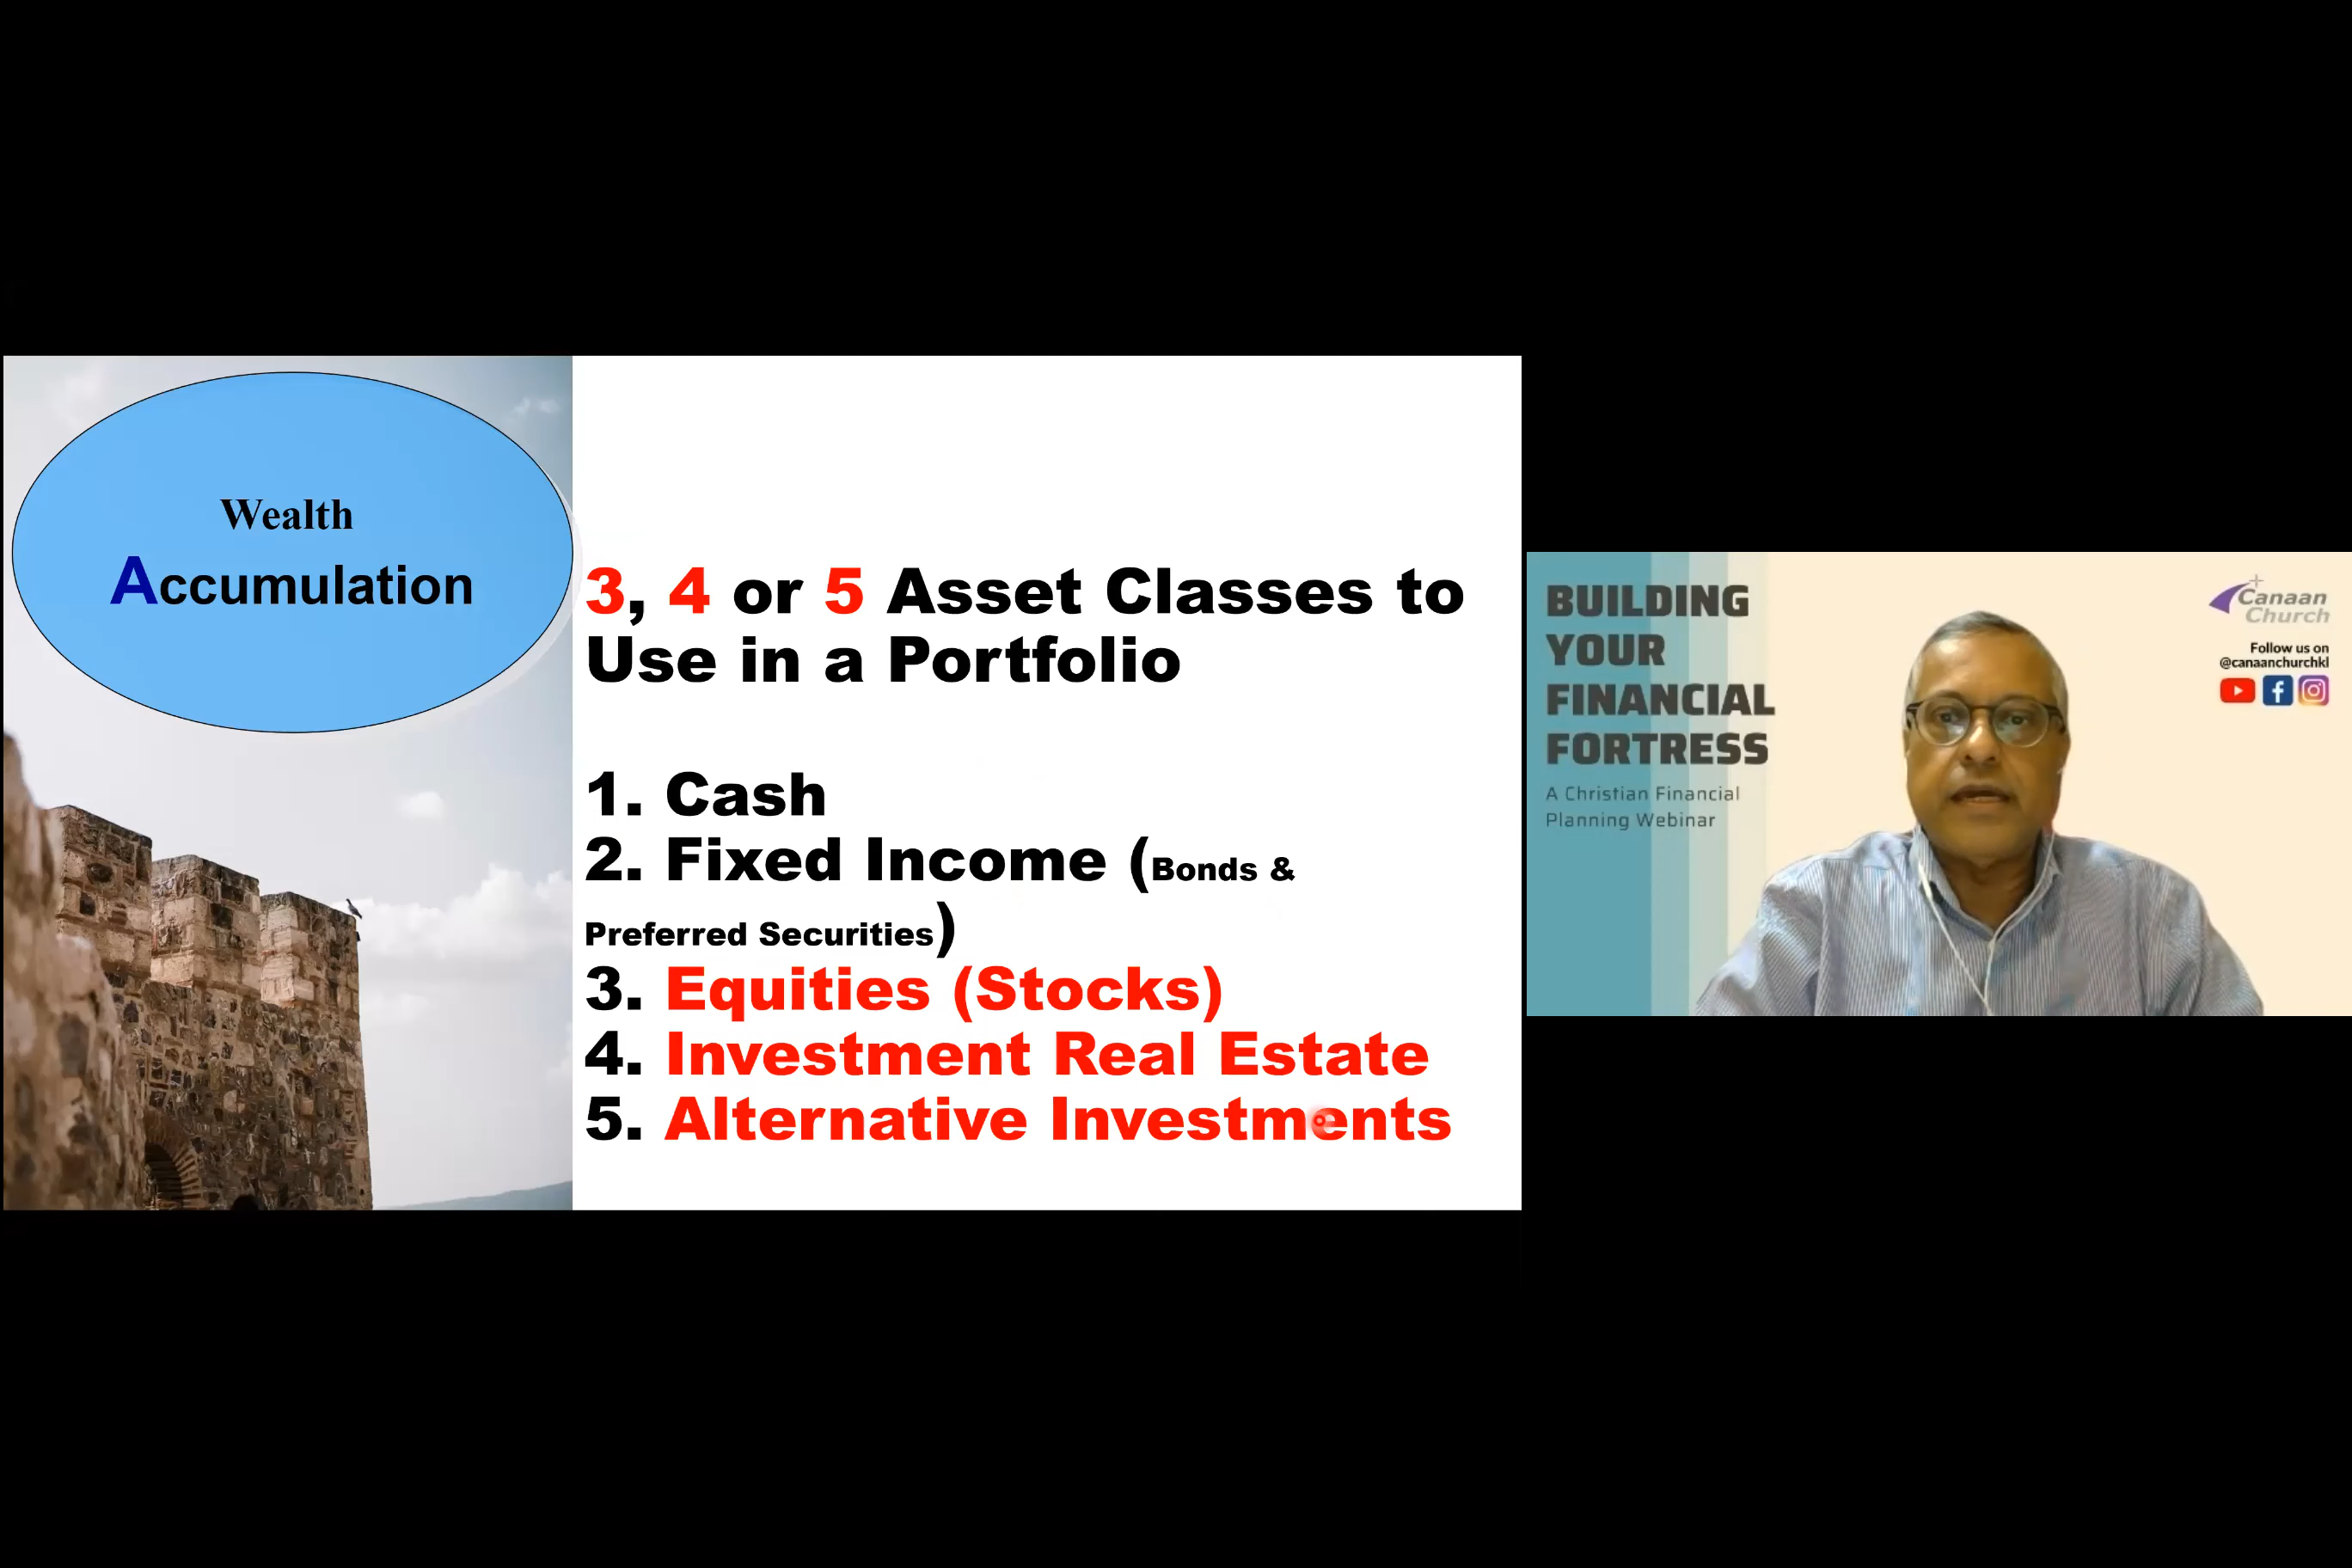 Wealth
Accumulation
3, 4 or 5 Asset Classes to
Use in a Portfolio
1. Cash
2. Fixed Income (Bonds &
Preferred Securities)
3. Equities (Stocks)
4. Investment Real Estate
5. Alternative Investments
BUILDING
YOUR
FINANCIAL
FORTRESS
A Christian Financial
Planning Webinar
Canaan
Church
Follow us on
@canaanchurchkl